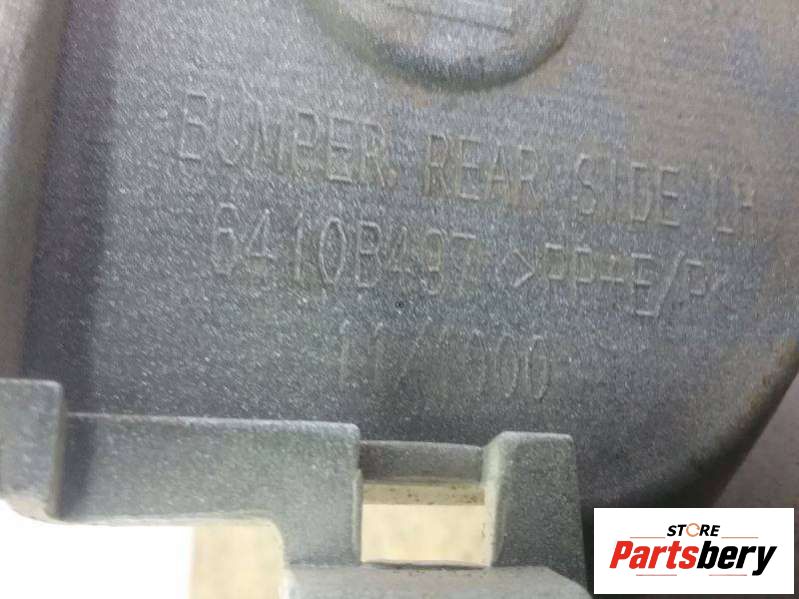 BUMPER, REAR SIDE LH
6410B497 >PP+E/P
STORE
Partsbery